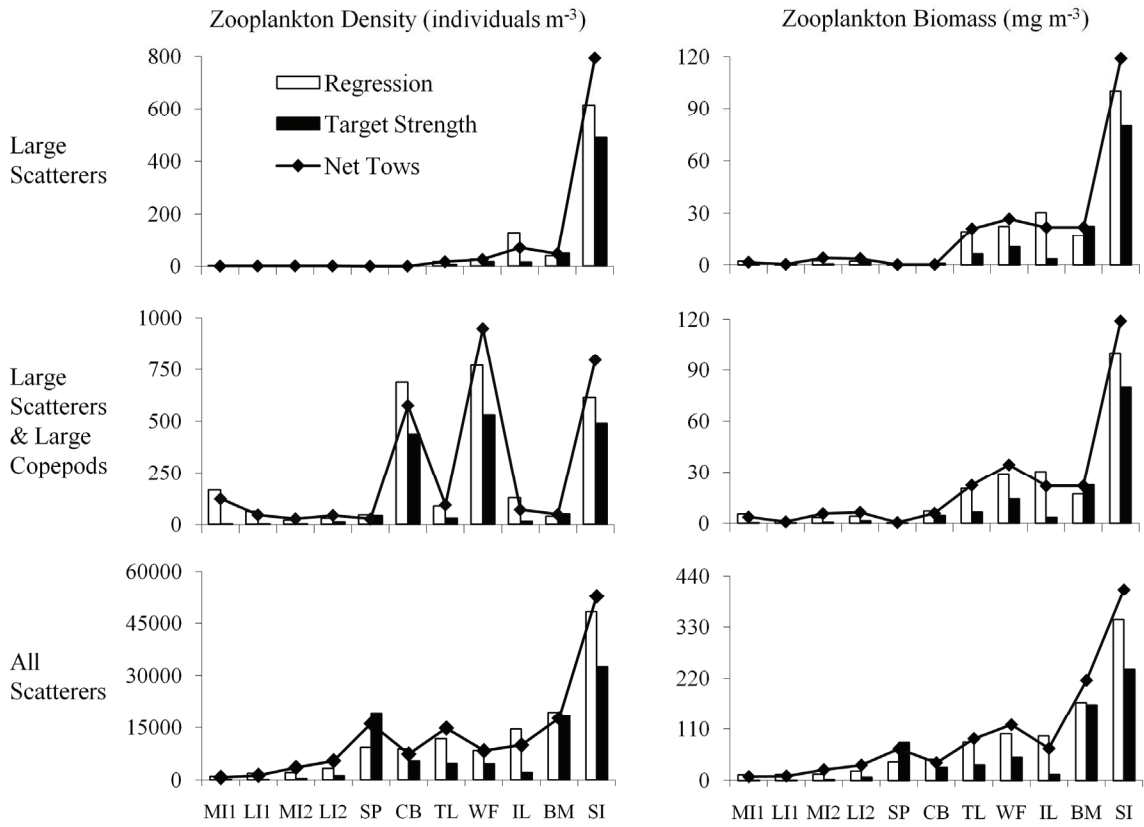 Zooplankton Density (individuals m⁻³)
Zooplankton Biomass (mg m⁻³)
Large
Scatterers
800
600
400
200
0
Regression
Target Strength
Net Tows
120
90
60
30
0
Large
Scatterers
& Large
Copepods
1000
750
500
250
0
120
90
60
30
0
All
Scatterers
60000
45000
30000
15000
0
MI1 LI1 MI2 LI2 SP CB TL WF IL BM SI
440
330
220
110
0
MI1 LI1 MI2 LI2 SP CB TL WF IL BM SI